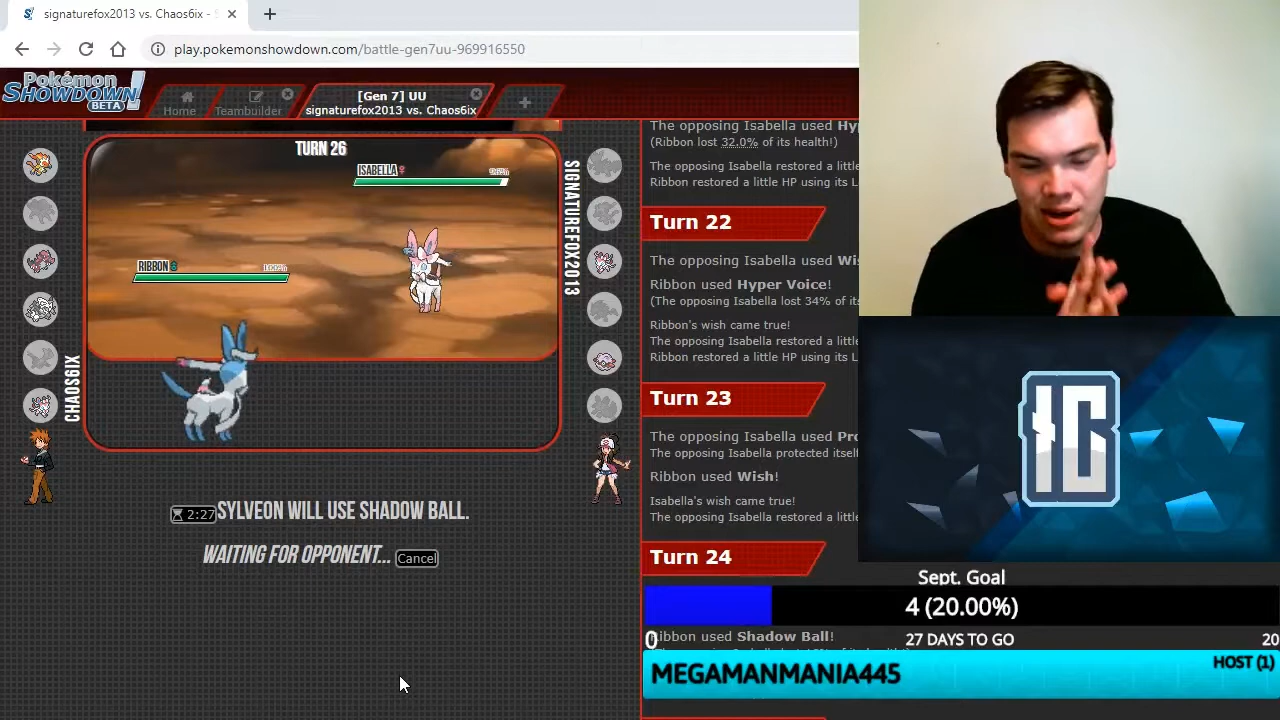 signaturefox2013 vs. Chaos6ix -
play.pokemonshowdown.com/battle-gen7uu-969916550
Pokémon
SHOWDOWN!
BETA
Home
Teambuilder
[Gen 7] UU
signaturefox2013 vs. Chaos6ix
TURN 26
ISABELLA
RIBBON
100%
CHAOS6IX
SIGNATUREFOX2013
2:27 SYLVEON WILL USE SHADOW BALL.
WAITING FOR OPPONENT... Cancel
The opposing Isabella used Hy
(Ribbon lost 32.0% of its health!)
The opposing Isabella restored a little
Ribbon restored a little HP using its L
Turn 22
The opposing Isabella used Wis
Ribbon used Hyper Voice!
(The opposing Isabella lost 34% of its
Ribbon's wish came true!
The opposing Isabella restored a little
Ribbon restored a little HP using its L
Turn 23
The opposing Isabella used Pro
The opposing Isabella protected itself
Ribbon used Wish!
Isabella's wish came true!
The opposing Isabella restored a little
Turn 24
Ribbon used Shadow Ball!
IC
Sept. Goal
4 (20.00%)
0
27 DAYS TO GO
20
MEGAMANMANIA445
HOST (1)